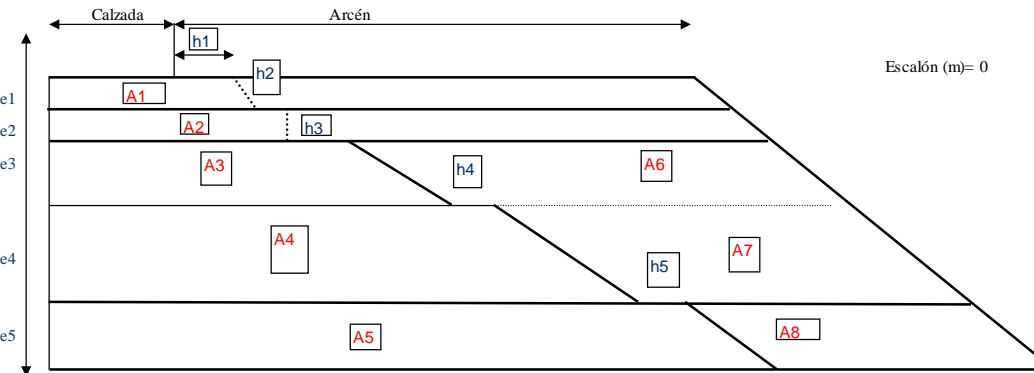 Calzada
Arcén
h1
h2
Escalón (m)= 0
e1
A1
e2
A2
h3
e3
A3
h4
A6
A4
e4
h5
A7
e5
A5
A8